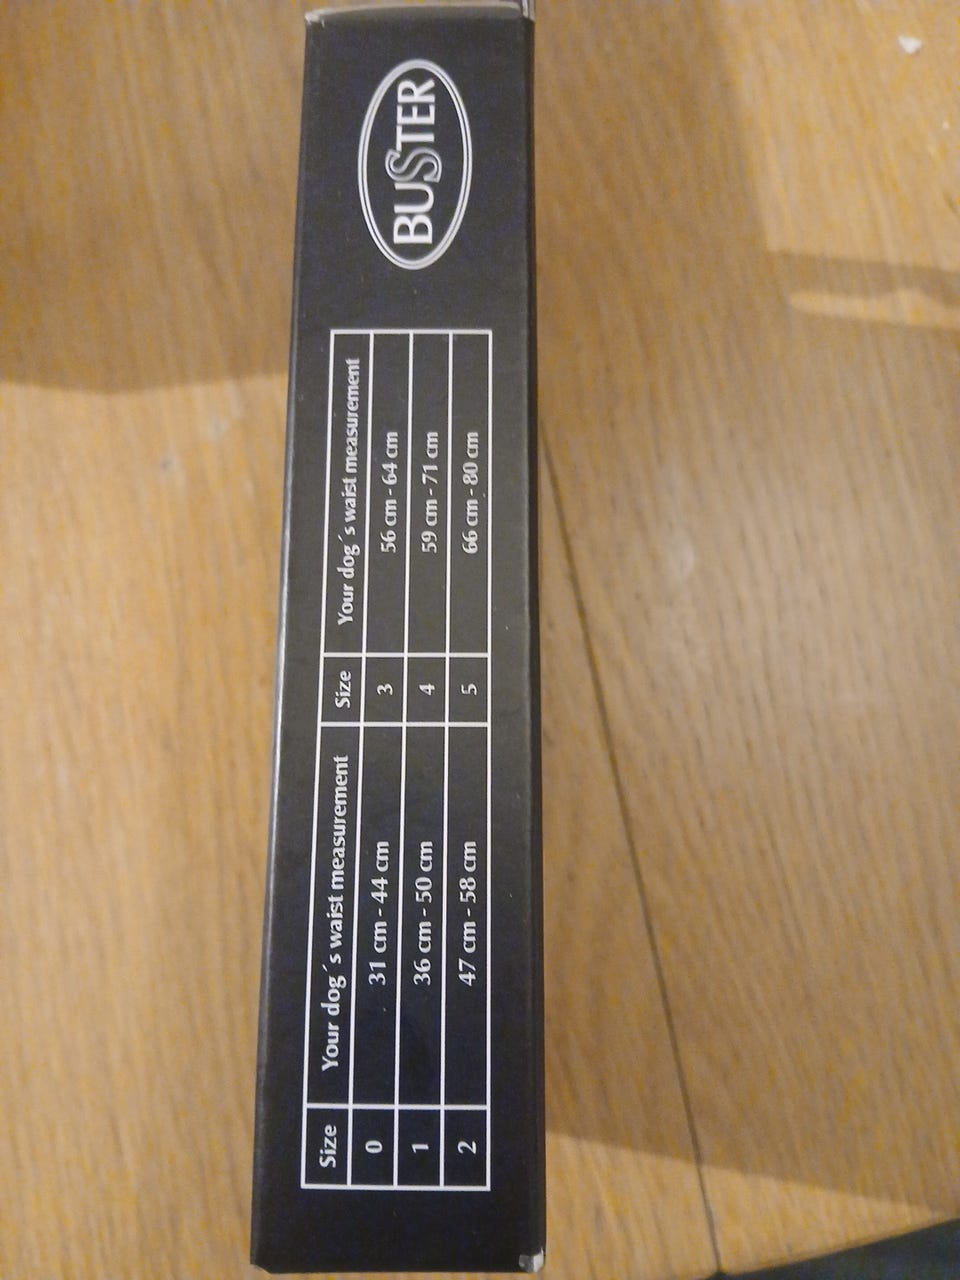 Size Your dog´s waist measurement Size Your dog´s waist measurement
0 31 cm - 44 cm 3 56 cm - 64 cm
1 36 cm - 50 cm 4 59 cm - 71 cm
2 47 cm - 58 cm 5 66 cm - 80 cm
BUSTER